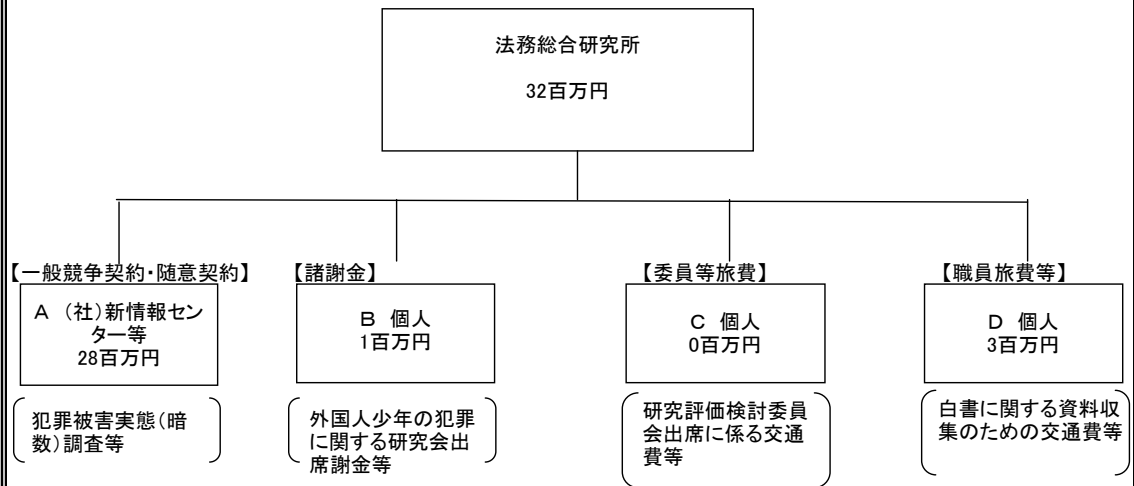 法務総合研究所
32百万円
【一般競争契約・随意契約】
A （社）新情報セン
ター等
28百万円
犯罪被害実態（暗
数）調査等
【諸謝金】
B 個人
1百万円
外国人少年の犯罪
に関する研究会出
席謝金等
【委員等旅費】
C 個人
0百万円
研究評価検討委員
会出席に係る交通
費等
【職員旅費等】
D 個人
3百万円
白書に関する資料収
集のための交通費等